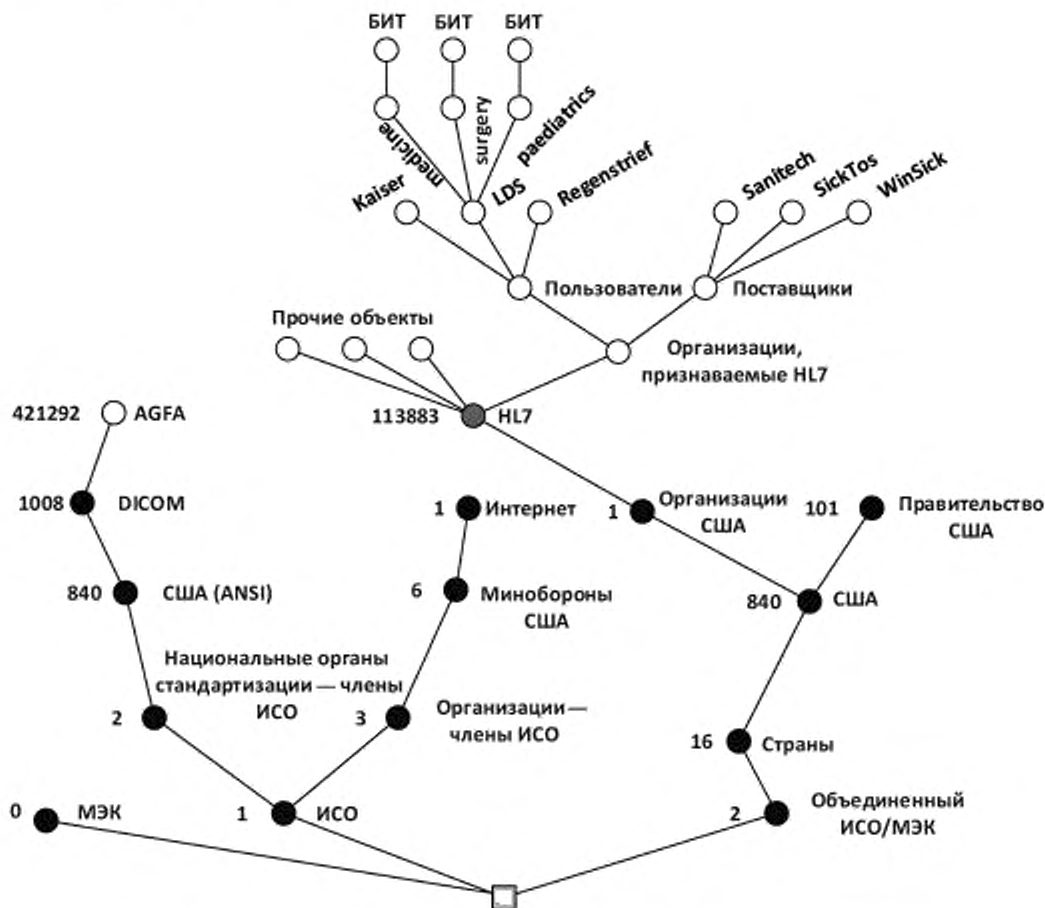 БИТ БИТ БИТ
medicine
surgery
paediatrics
Kaiser
LDS
Regenstrief
Sanitech
SickTos
WinSick
Пользователи
Поставщики
Прочие объекты
Организации,
признаваемые HL7
421292 AGFA
113883 HL7
1008 DICOM
1 Интернет
1 Организации
США
101 Правительство
США
840 США (ANSI)
6 Минобороны
США
840 США
Национальные органы
стандартизации — члены
ИСО
2
3 Организации —
члены ИСО
16 Страны
0 МЭК
1 ИСО
2 Объединенный
ИСО/МЭК